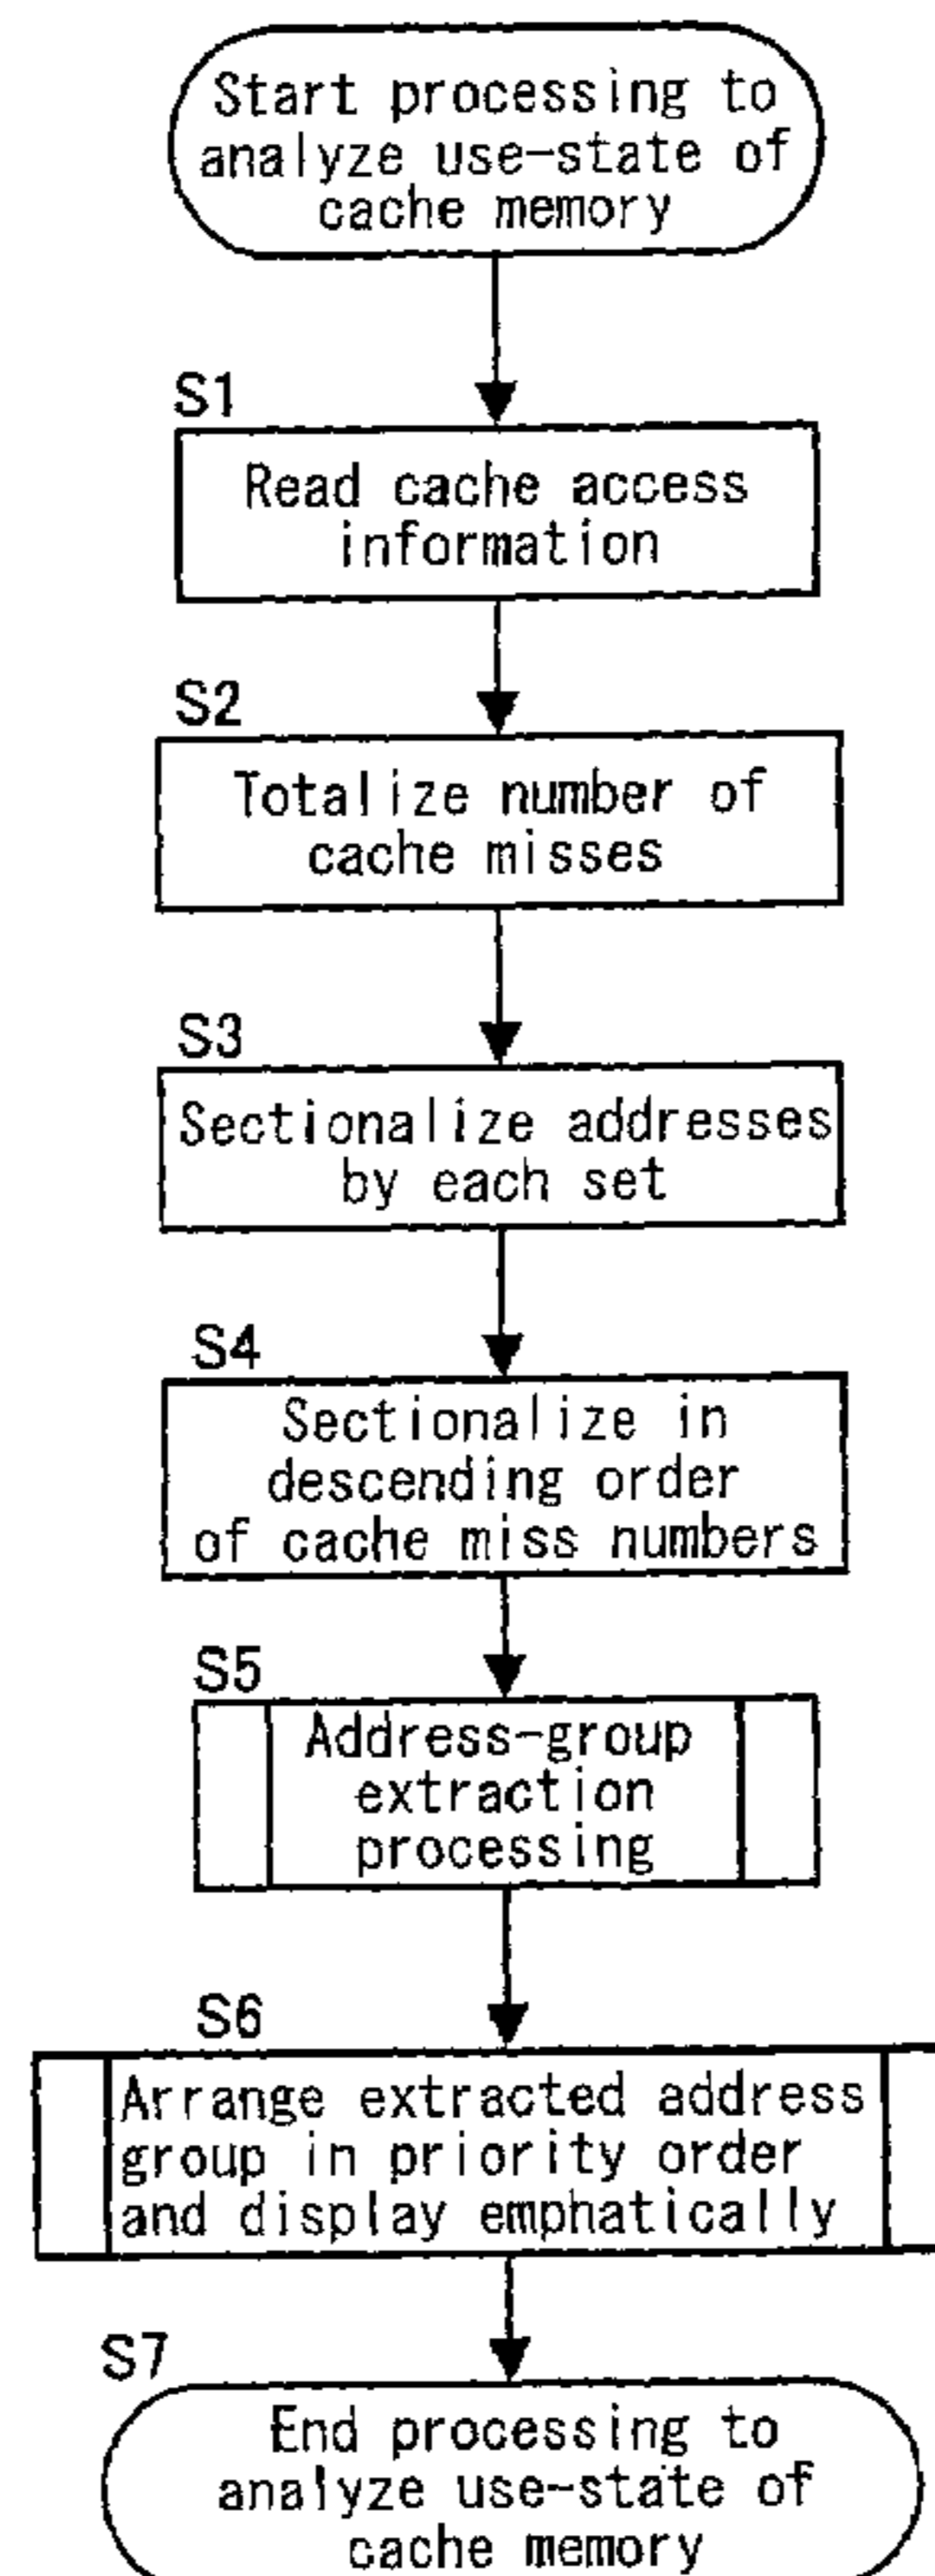 Start processing to
analyze use-state of
cache memory
S1
Read cache access
information
S2
Totalize number of
cache misses
S3
Sectionalize addresses
by each set
S4
Sectionalize in
descending order
of cache miss numbers
S5
Address-group
extraction
processing
S6
Arrange extracted address
group in priority order
and display emphatically
S7
End processing to
analyze use-state of
cache memory